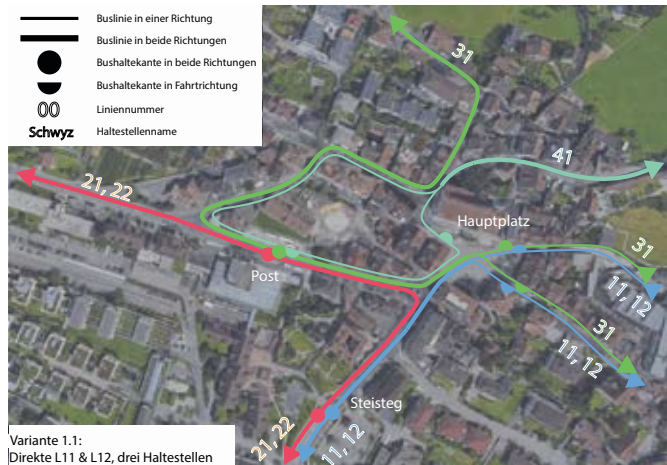 Buslinie in einer Richtung
Buslinie in beide Richtungen
Bushaltekante in beide Richtungen
Bushaltekante in Fahrtrichtung
00 Liniennummer
Schwyz Haltestellenname
31
41
21, 22
Hauptplatz
Post
31
11, 12
31
11, 12
Steisteg
21, 22
11, 12
Variante 1.1:
Direkte L11 & L12, drei Haltestellen